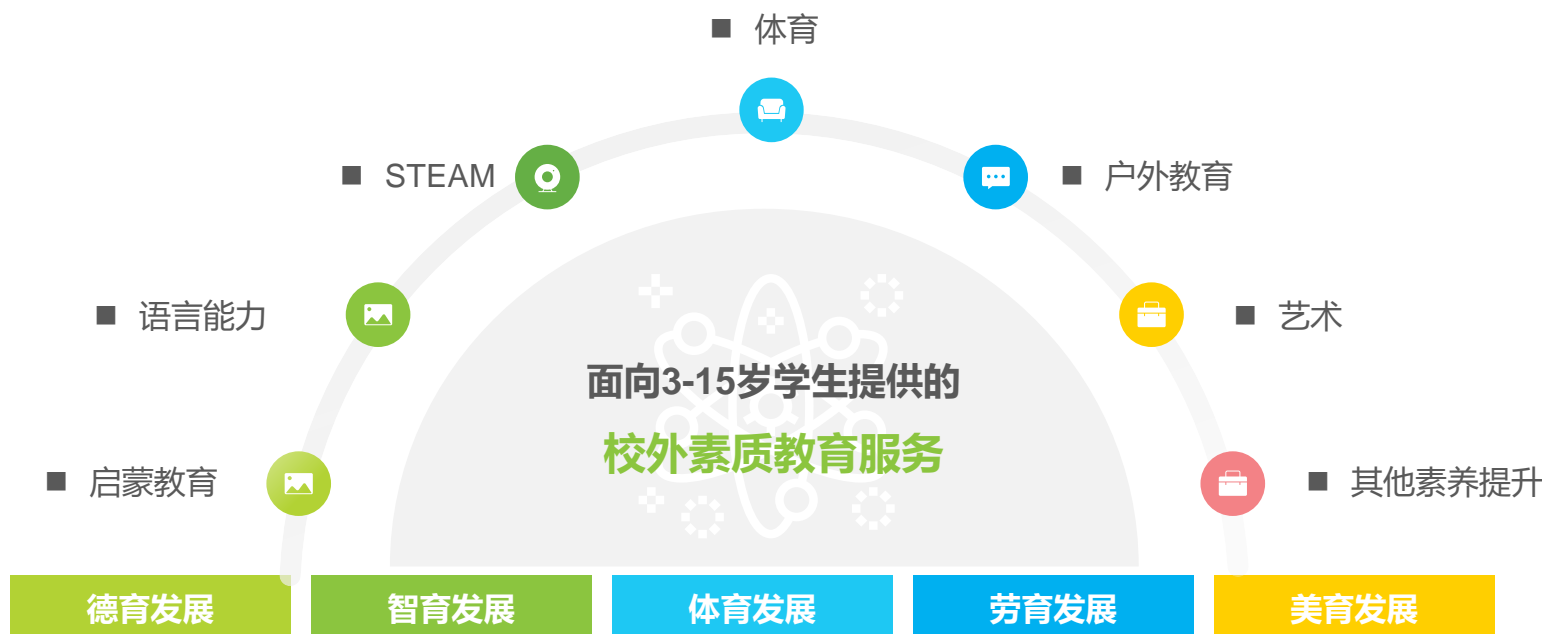 ■ 体育
■ STEAM
■ 户外教育
■ 语言能力
■ 艺术
面向3-15岁学生提供的
校外素质教育服务
■ 启蒙教育
■ 其他素养提升
德育发展
智育发展
体育发展
劳育发展
美育发展